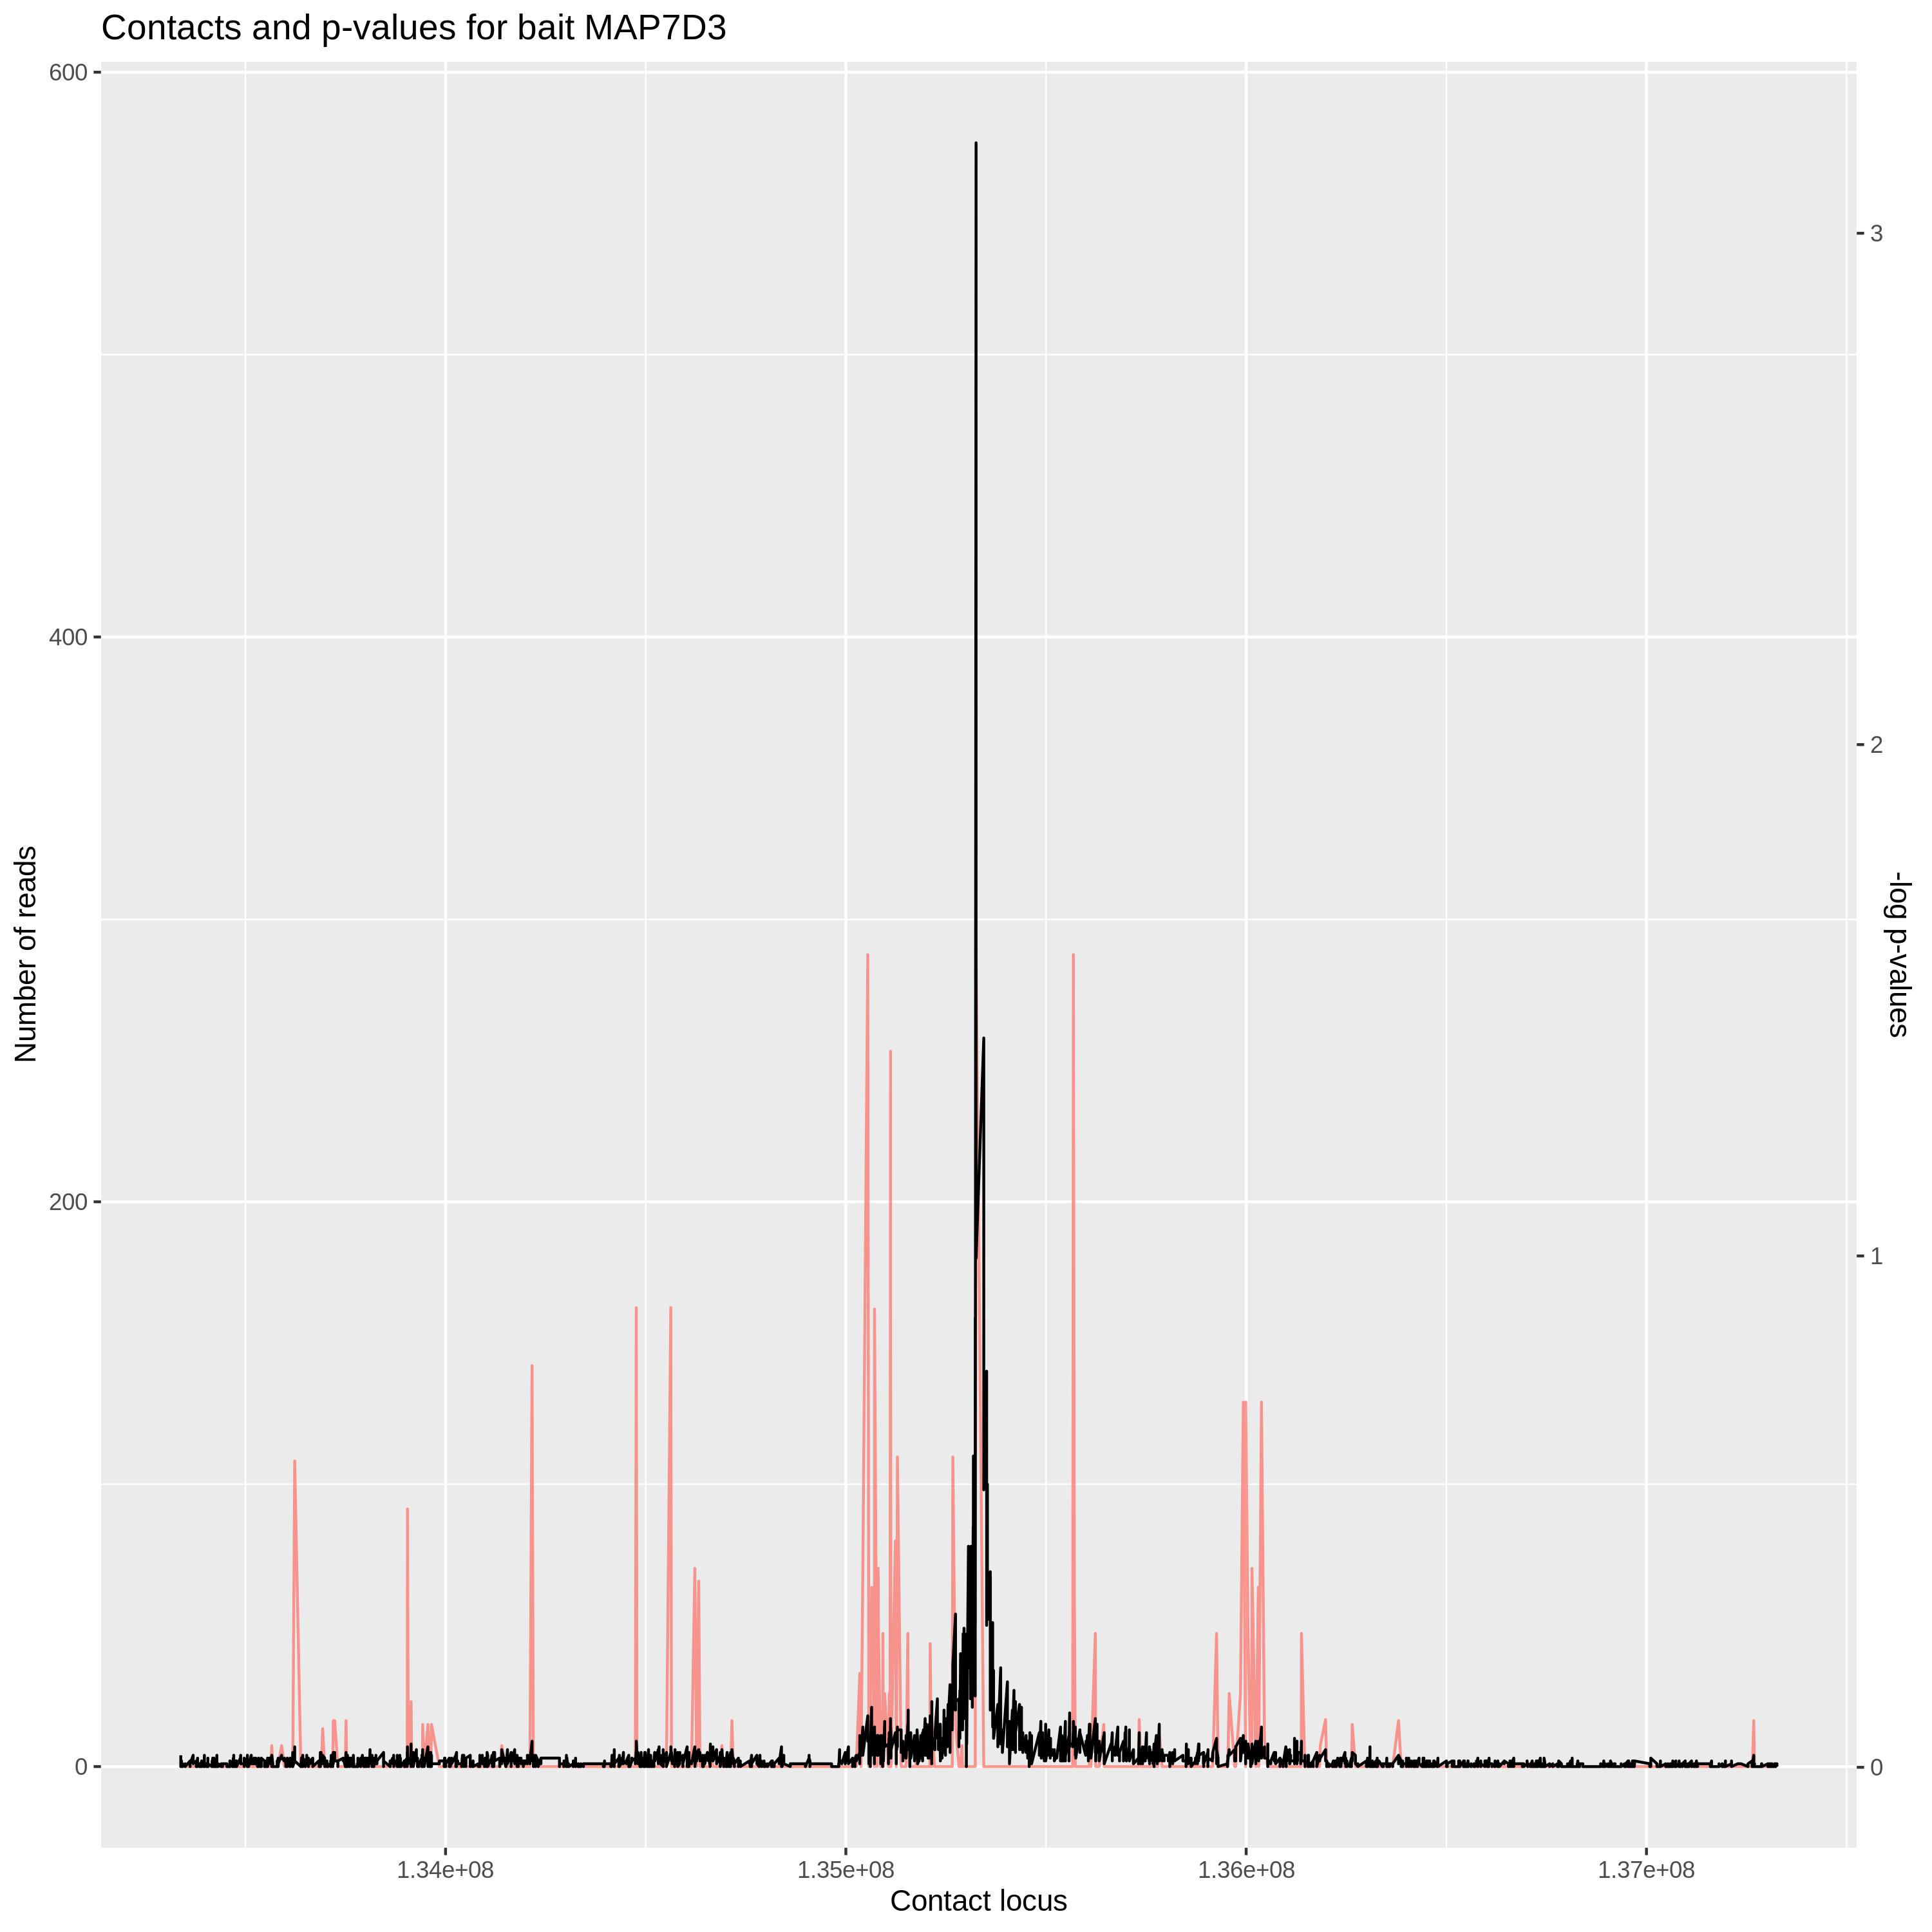 Contacts and p-values for bait MAP7D3
600
400
200
0
Number of reads
3
2
1
0
-log p-values
1.34e+08
1.35e+08
1.36e+08
1.37e+08
Contact locus